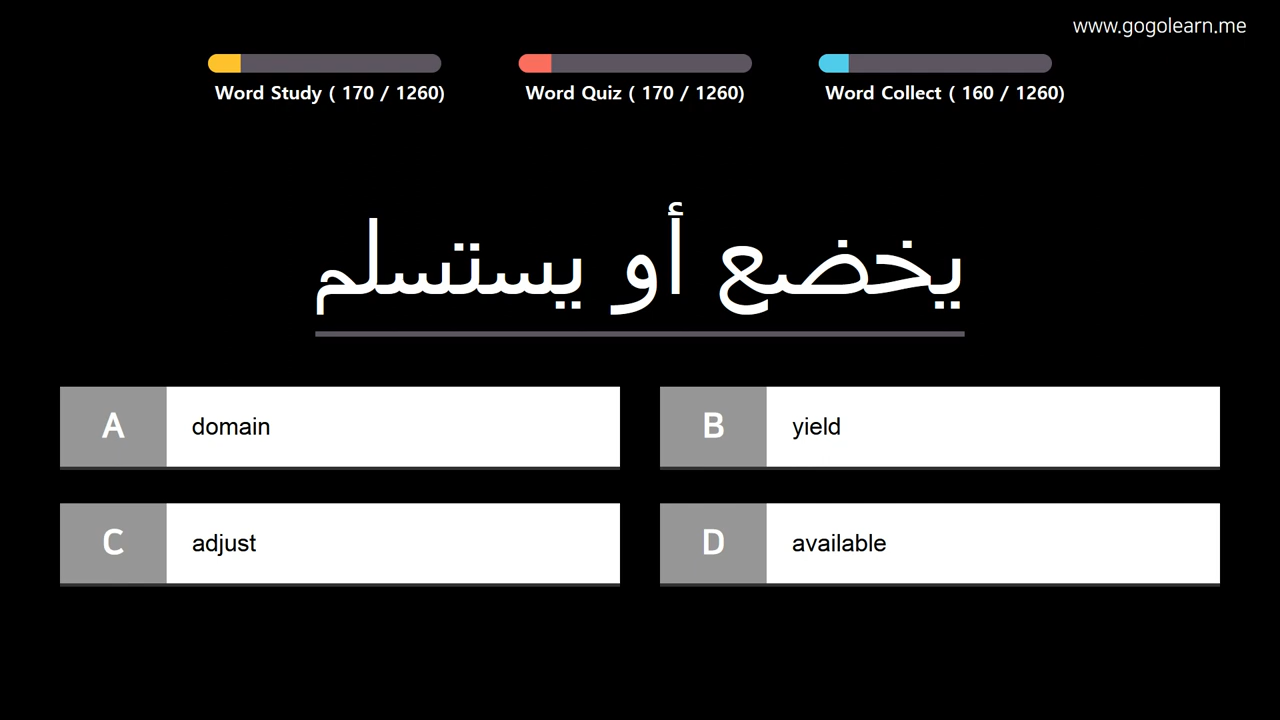 www.gogolearn.me
Word Study ( 170 / 1260)
Word Quiz ( 170 / 1260)
Word Collect ( 160 / 1260)
يخضع أو يستسلم
A domain
B yield
C adjust
D available